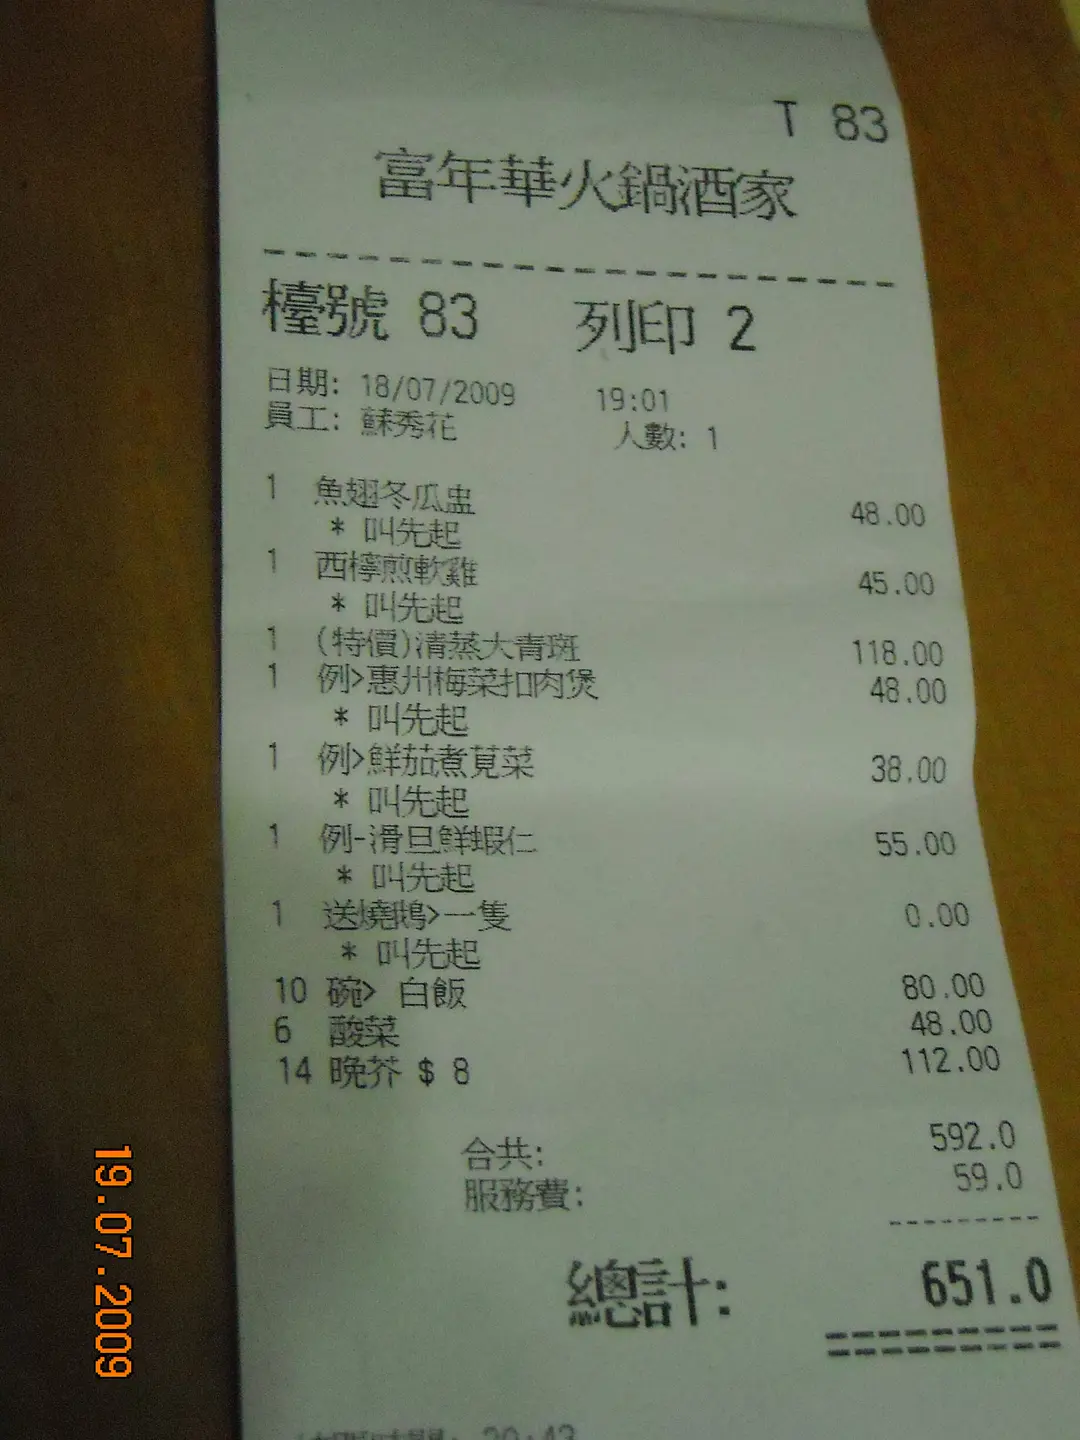 T 83
富年華火鍋酒家
檯號 83 列印 2
日期: 18/07/2009 19:01
員工: 蘇秀花 人數: 1
1 魚翅冬瓜盅 48.00
* 叫先起
1 西檸煎軟雞 45.00
* 叫先起
1 (特價)清蒸大青斑 118.00
1 例>惠州梅菜扣肉煲 48.00
* 叫先起
1 例>鮮茄煮莧菜 38.00
* 叫先起
1 例-滑旦鮮蝦仁 55.00
* 叫先起
1 送燒鵝>一隻 0.00
* 叫先起
10 碗> 白飯 80.00
6 酸菜 48.00
14 晚芥 $ 8 112.00
合共: 592.0
服務費: 59.0
總計: 651.0
19.07.2009